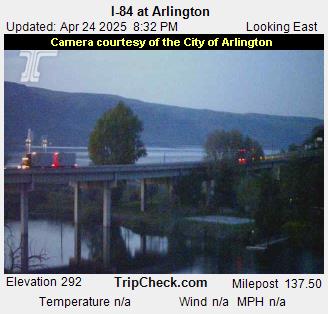 I-84 at Arlington
Updated: Apr 24 2025 8:32 PM Looking East
Camera courtesy of the City of Arlington
Elevation 292 TripCheck.com Milepost 137.50
Temperature n/a Wind n/a MPH n/a